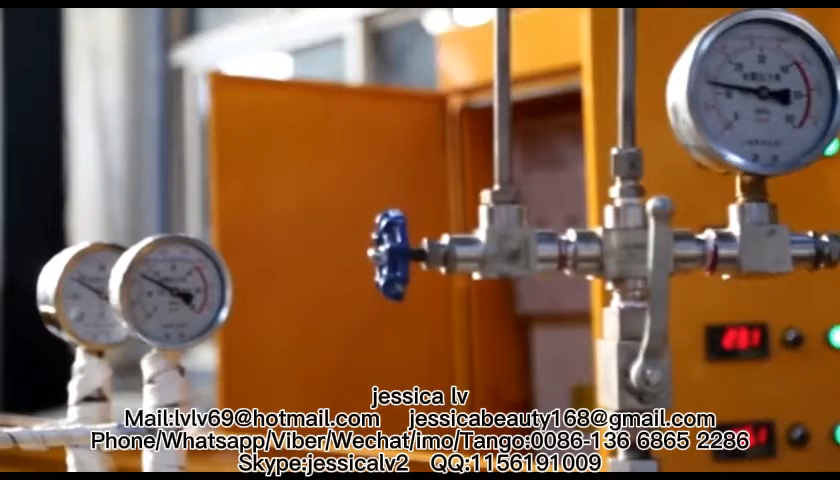 jessica lv
Mail:lvlv69@hotmail.com jessicabeauty168@gmail.com
Phone/Whatsapp/Viber/Wechat/imo/Tango:0086-136 6865 2286
Skype:jessicalv2 QQ:1156191009